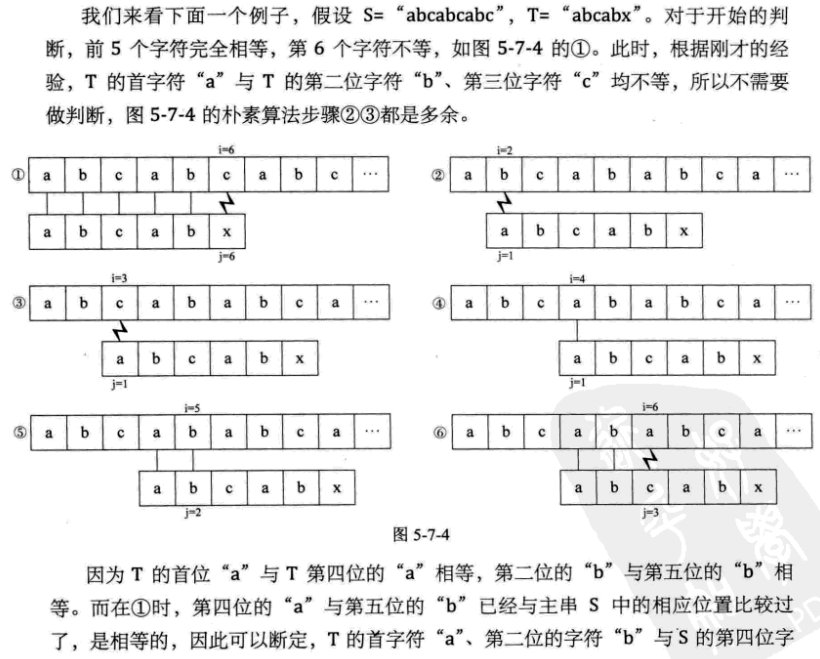 我们来看下面一个例子，假设 S= “abcabcabc”，T= “abcabx”。对于开始的判
断，前 5 个字符完全相等，第 6 个字符不等，如图 5-7-4 的①。此时，根据刚才的经
验，T 的首字符“a”与 T 的第二位字符“b”、第三位字符“c”均不等，所以不需要
做判断，图 5-7-4 的朴素算法步骤②③都是多余。
i=6
① a b c a b c a b c …
a b c a b x
j=6
i=2
② a b c a b a b c a …
a b c a b x
j=1
i=3
③ a b c a b a b c a …
a b c a b x
j=1
i=4
④ a b c a b a b c a …
a b c a b x
j=1
i=5
⑤ a b c a b a b c a …
a b c a b x
j=2
i=6
⑥ a b c a b a b c a …
a b c a b x
j=3
图 5-7-4
因为 T 的首位“a”与 T 第四位的“a”相等，第二位的“b”与第五位的“b”相
等。而在①时，第四位的“a”与第五位的“b”已经与主串 S 中的相应位置比较过
了，是相等的，因此可以断定，T 的首字符“a”、第二位的字符“b”与 S 的第四位字